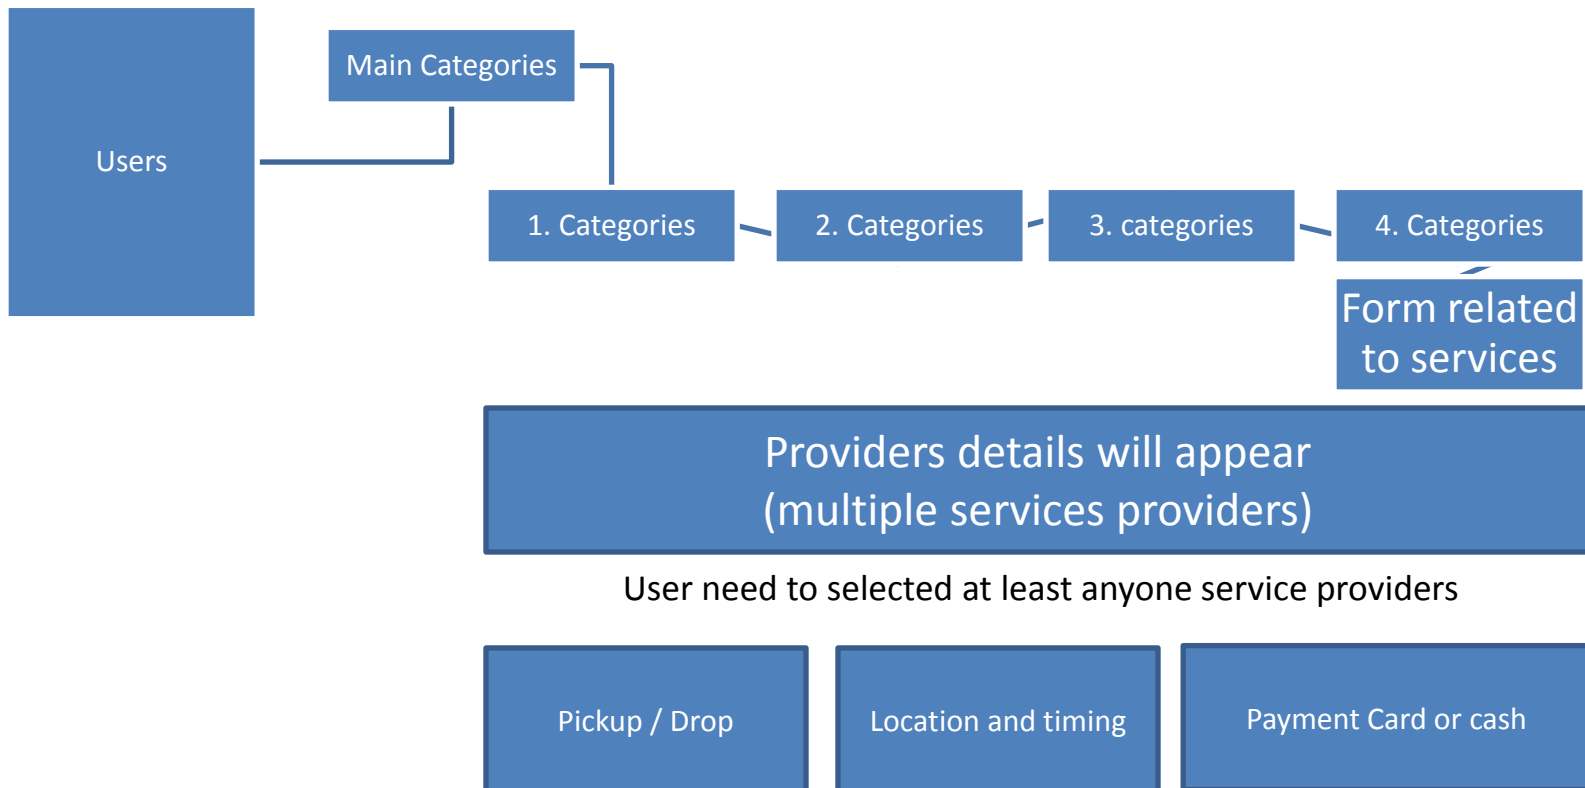 Users
Main Categories
1. Categories
2. Categories
3. categories
4. Categories
Form related
to services
Providers details will appear
(multiple services providers)
User need to selected at least anyone service providers
Pickup / Drop
Location and timing
Payment Card or cash